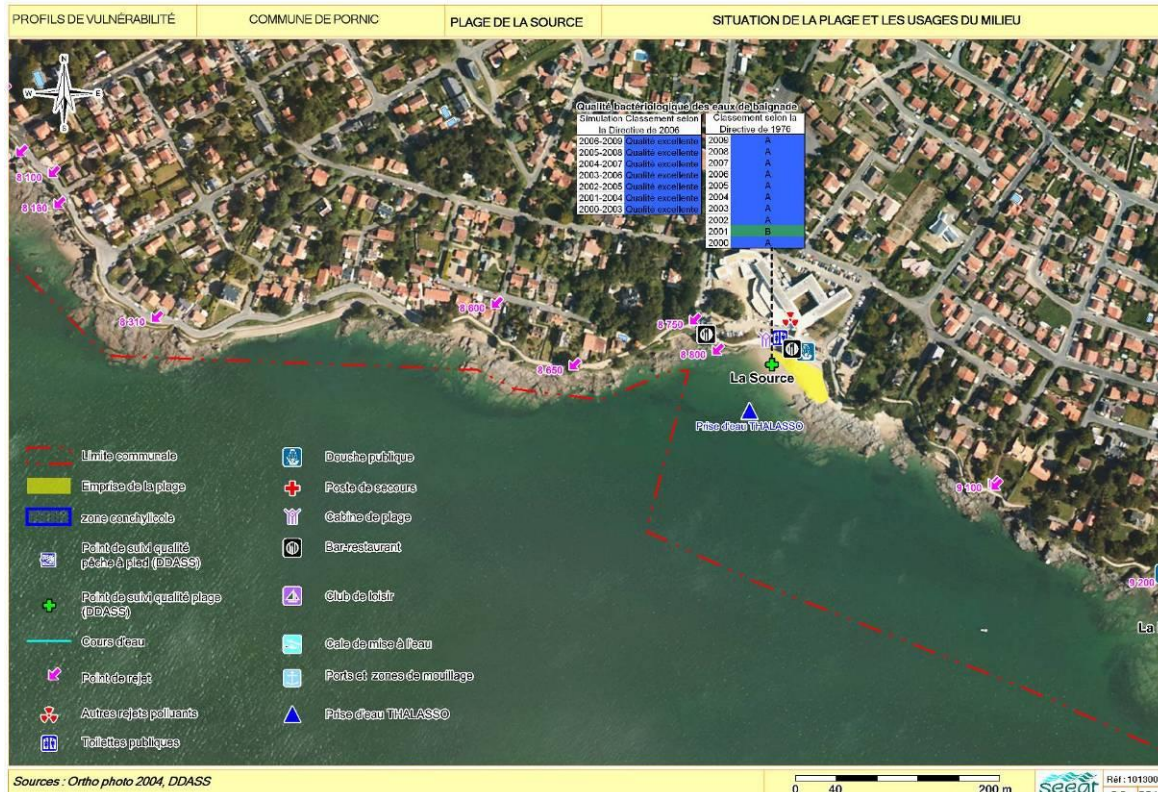 PROFILS DE VULNÉRABILITÉ
COMMUNE DE PORNIC
PLAGE DE LA SOURCE
SITUATION DE LA PLAGE ET LES USAGES DU MILIEU
N
W E
S
Qualité bactériologique des eaux de baignade
Simulation Classement selon
la Directive de 2006
2006-2009 Qualité excellente
2005-2008 Qualité excellente
2004-2007 Qualité excellente
2003-2006 Qualité excellente
2002-2005 Qualité excellente
2001-2004 Qualité excellente
2000-2003 Qualité excellente
Classement selon la
Directive de 1976
2009 A
2008 A
2007 A
2006 A
2005 A
2004 A
2003 A
2002 A
2001 B
2000 A
8 100
8 180
8 310
8 600
8 650
8 750
8 800
La Source
Prise d'eau THALASSO
9 100
9 200
La
Limite communale
Emprise de la plage
zone conchylicole
Point de suivi qualité
pêche à pied (DDASS)
Point de suivi qualité plage
(DDASS)
Cours d'eau
Point de rejet
Autres rejets polluants
Toilettes publiques
Douche publique
Poste de secours
Cabine de plage
Bar-restaurant
Club de loisir
Cale de mise à l'eau
Ports et zones de mouillage
Prise d'eau THALASSO
Sources : Ortho photo 2004, DDASS
0 40 200 m
seeat
Réf : 101300